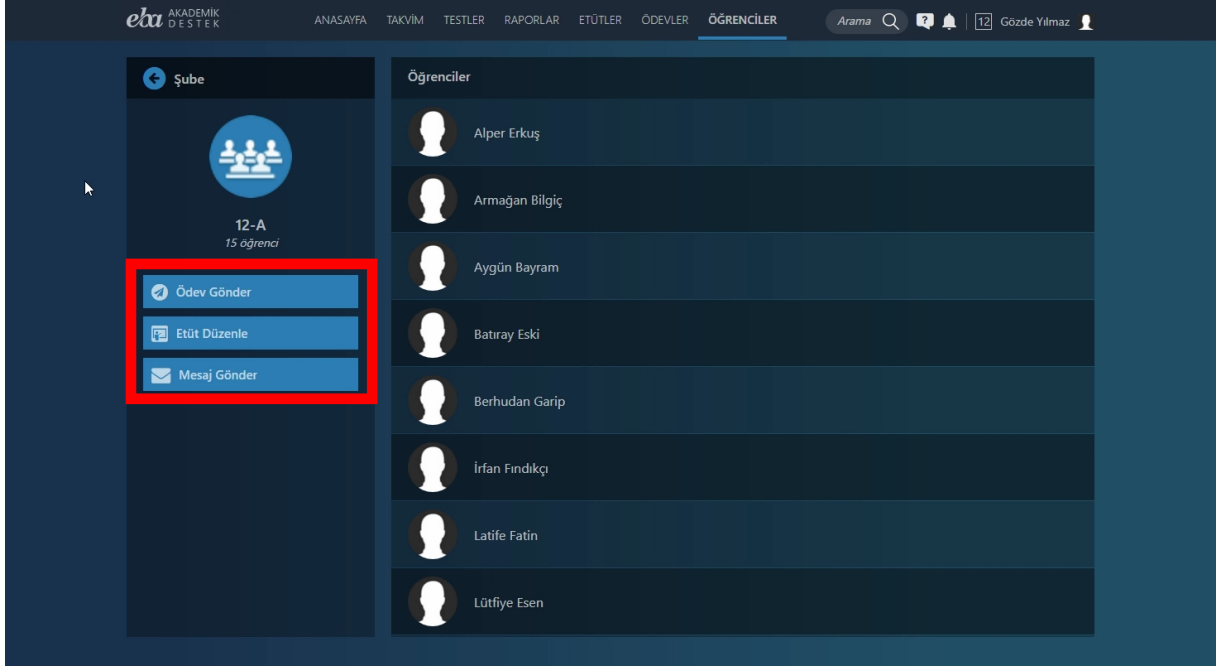 eba AKADEMİK
DESTEK
ANASAYFA TAKVİM TESTLER RAPORLAR ETÜTLER ÖDEVLER ÖĞRENCİLER Arama ? 12 Gözde Yılmaz
Şube
12-A
15 öğrenci
Ödev Gönder
Etüt Düzenle
Mesaj Gönder
Öğrenciler
Alper Erkuş
Armağan Bilgiç
Aygün Bayram
Batıray Eski
Berhudan Garip
İrfan Fındıkçı
Latife Fatin
Lütfiye Esen